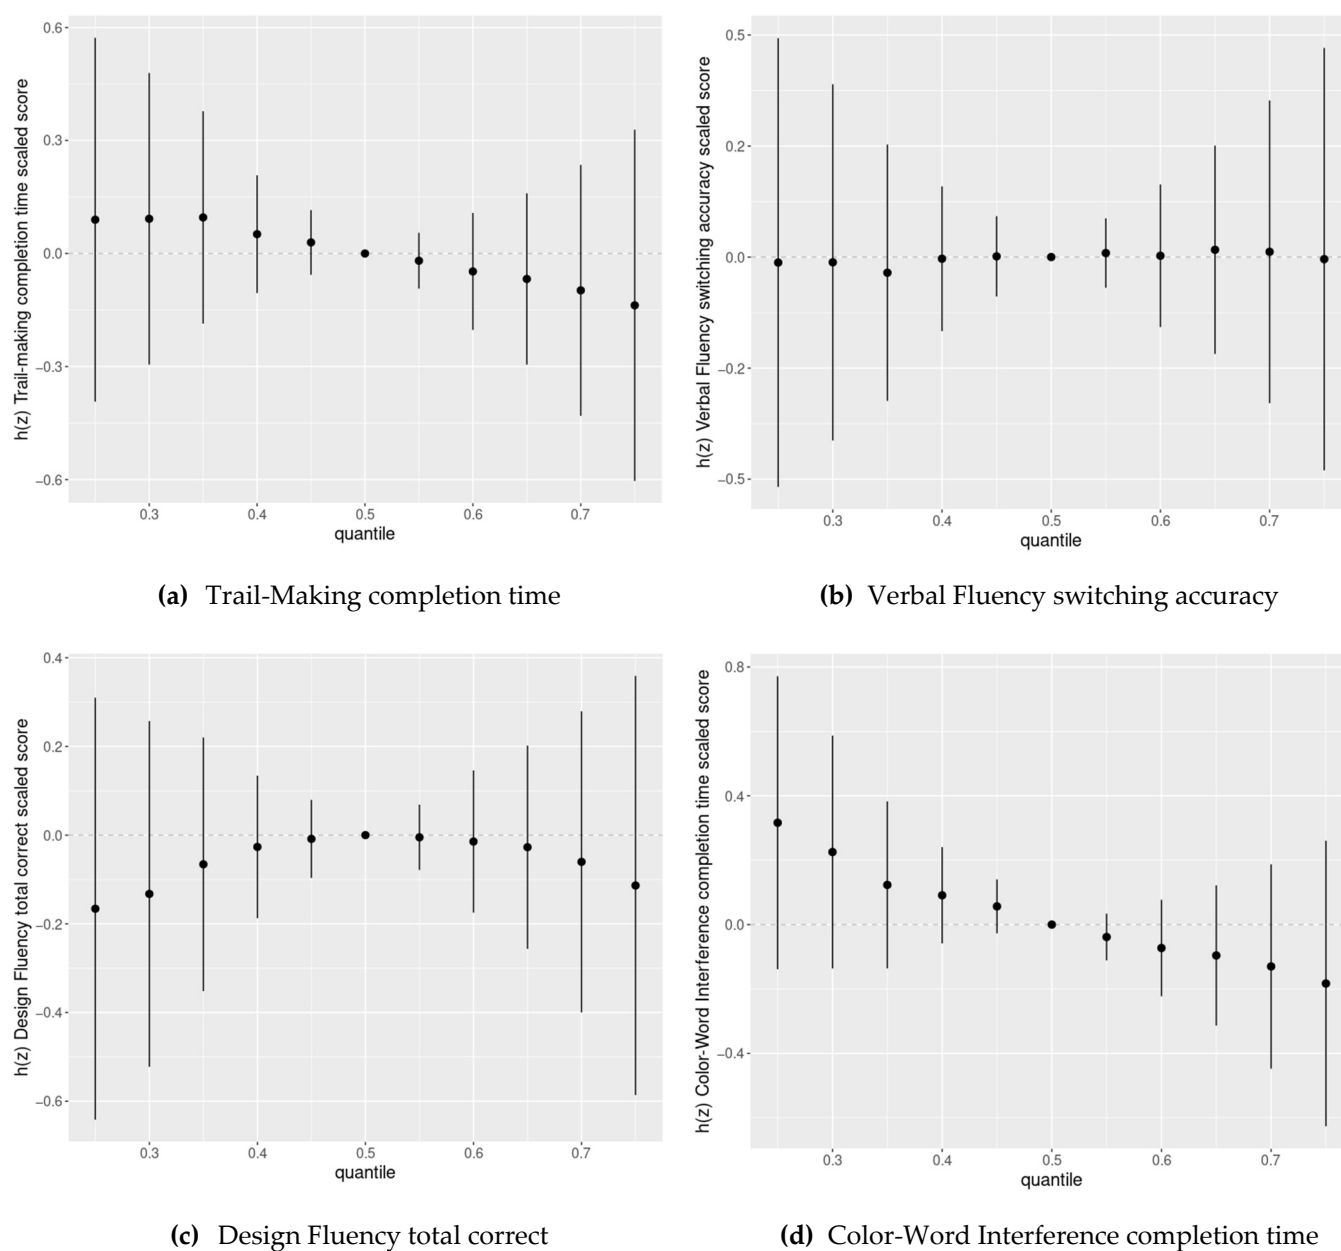 h(z) Trail-making completion time scaled score
0.6
0.3
0.0
−0.3
−0.6
0.3 0.4 0.5 0.6 0.7
quantile
(a) Trail-Making completion time
h(z) Verbal Fluency switching accuracy scaled score
0.5
0.2
0.0
−0.2
−0.5
0.3 0.4 0.5 0.6 0.7
quantile
(b) Verbal Fluency switching accuracy
h(z) Design Fluency total correct scaled score
0.4
0.2
0.0
−0.2
−0.4
−0.6
0.3 0.4 0.5 0.6 0.7
quantile
(c) Design Fluency total correct
h(z) Color-Word Interference completion time scaled score
0.8
0.4
0.0
−0.4
0.3 0.4 0.5 0.6 0.7
quantile
(d) Color-Word Interference completion time